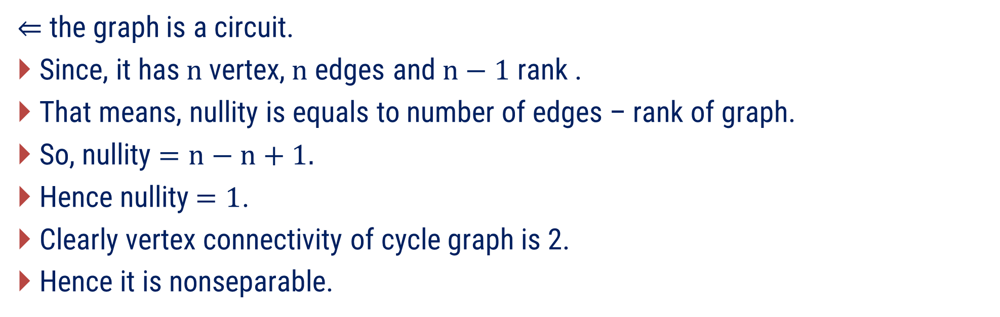 ⇐ the graph is a circuit.
Since, it has n vertex, n edges and n − 1 rank .
That means, nullity is equals to number of edges – rank of graph.
So, nullity = n − n + 1.
Hence nullity = 1.
Clearly vertex connectivity of cycle graph is 2.
Hence it is nonseparable.